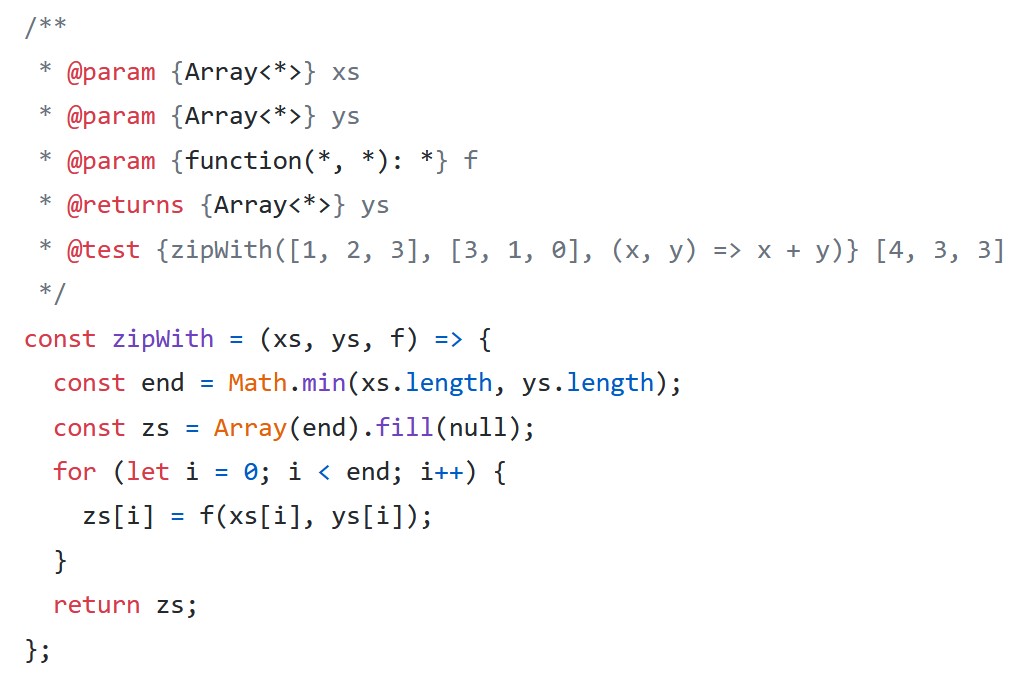 /**
 * @param {Array<*>} xs
 * @param {Array<*>} ys
 * @param {function(*, *): *} f
 * @returns {Array<*>} ys
 * @test {zipWith([1, 2, 3], [3, 1, 0], (x, y) => x + y)} [4, 3, 3]
 */
const zipWith = (xs, ys, f) => {
  const end = Math.min(xs.length, ys.length);
  const zs = Array(end).fill(null);
  for (let i = 0; i < end; i++) {
    zs[i] = f(xs[i], ys[i]);
  }
  return zs;
};